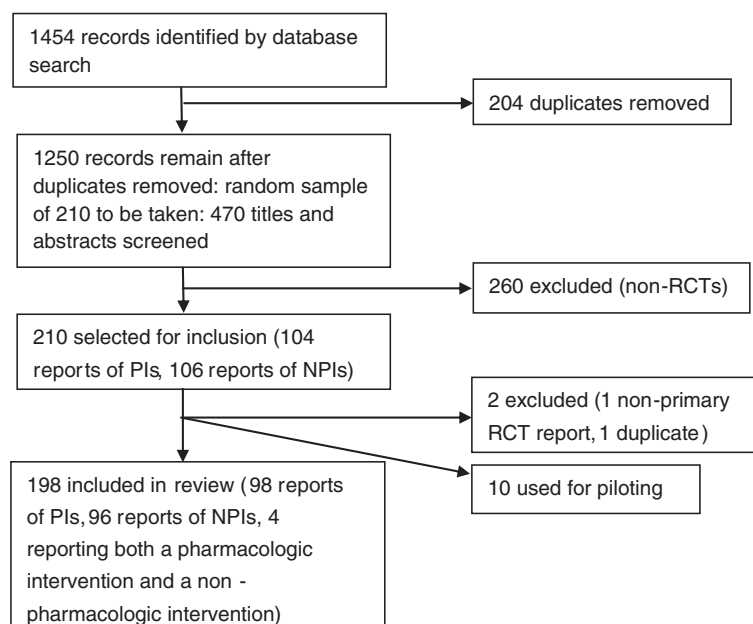 1454 records identified by database
search
204 duplicates removed
1250 records remain after
duplicates removed: random sample
of 210 to be taken: 470 titles and
abstracts screened
260 excluded (non-RCTs)
210 selected for inclusion (104
reports of PIs, 106 reports of NPIs)
2 excluded (1 non-primary
RCT report, 1 duplicate)
10 used for piloting
198 included in review (98 reports
of PIs, 96 reports of NPIs, 4
reporting both a pharmacologic
intervention and a non -
pharmacologic intervention)